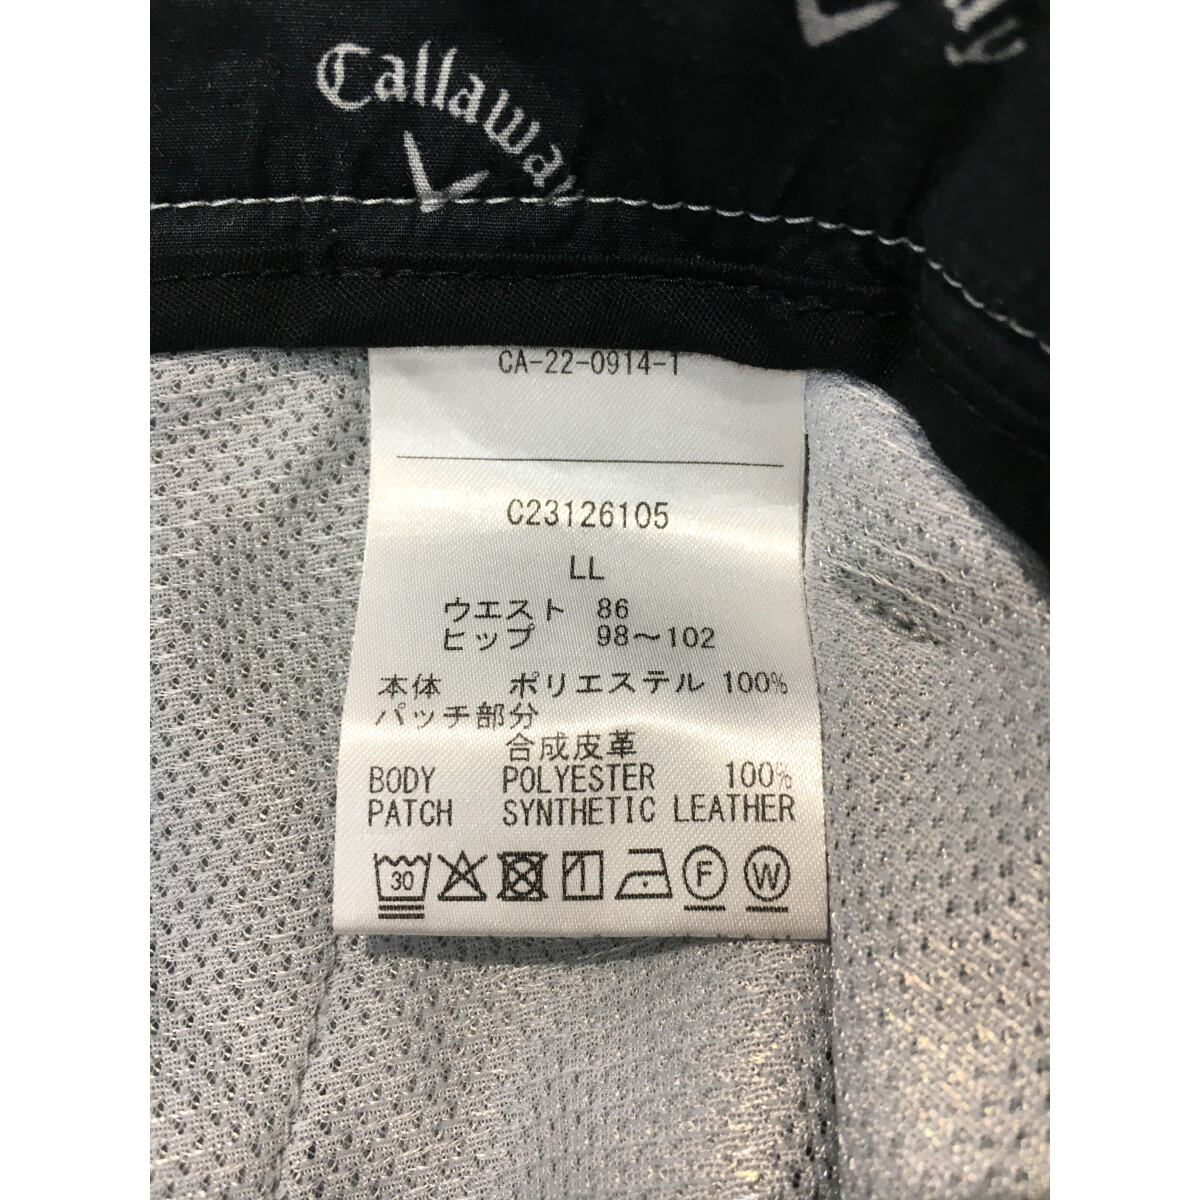 Callaway
CA-22-0914-1
C23126105
LL
ウエスト 86
ヒップ 98～102
本体 ポリエステル 100%
パッチ部分
合成皮革
BODY POLYESTER 100%
PATCH SYNTHETIC LEATHER
30 F W